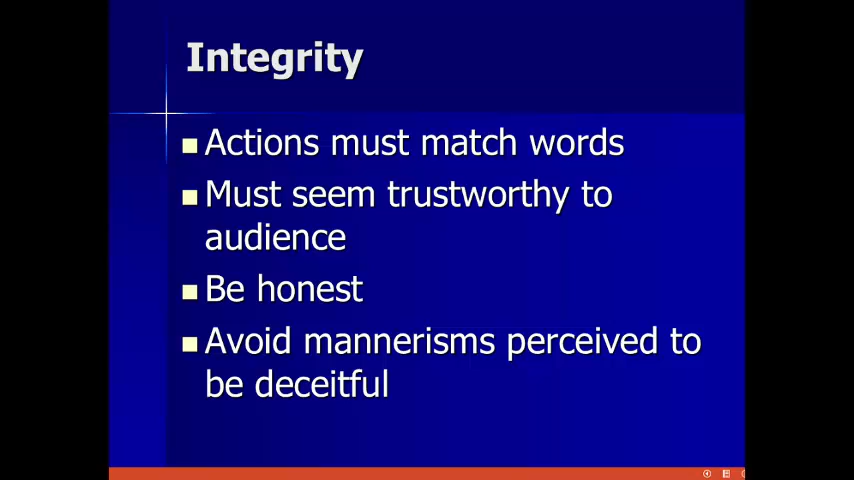 Integrity
Actions must match words
Must seem trustworthy to
audience
Be honest
Avoid mannerisms perceived to
be deceitful